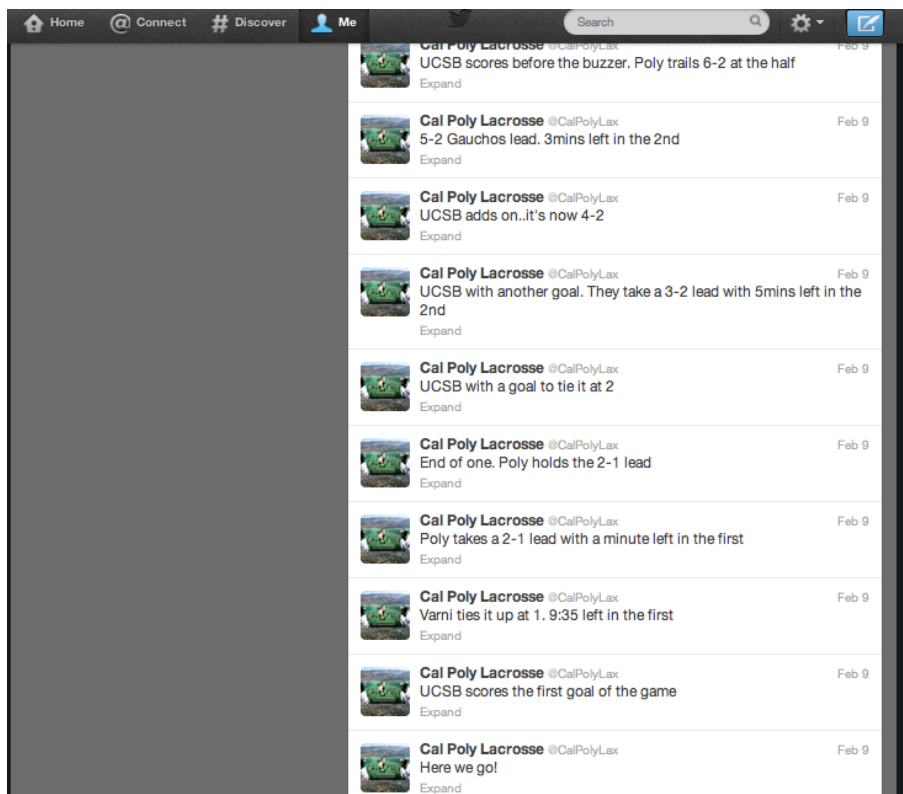 Home Connect Discover Me Search
Cal Poly Lacrosse @CalPolyLax Feb 9
UCSB scores before the buzzer. Poly trails 6-2 at the half
Expand
Cal Poly Lacrosse @CalPolyLax Feb 9
5-2 Gauchos lead. 3mins left in the 2nd
Expand
Cal Poly Lacrosse @CalPolyLax Feb 9
UCSB adds on..it's now 4-2
Expand
Cal Poly Lacrosse @CalPolyLax Feb 9
UCSB with another goal. They take a 3-2 lead with 5mins left in the
2nd
Expand
Cal Poly Lacrosse @CalPolyLax Feb 9
UCSB with a goal to tie it at 2
Expand
Cal Poly Lacrosse @CalPolyLax Feb 9
End of one. Poly holds the 2-1 lead
Expand
Cal Poly Lacrosse @CalPolyLax Feb 9
Poly takes a 2-1 lead with a minute left in the first
Expand
Cal Poly Lacrosse @CalPolyLax Feb 9
Varni ties it up at 1. 9:35 left in the first
Expand
Cal Poly Lacrosse @CalPolyLax Feb 9
UCSB scores the first goal of the game
Expand
Cal Poly Lacrosse @CalPolyLax Feb 9
Here we go!
Expand